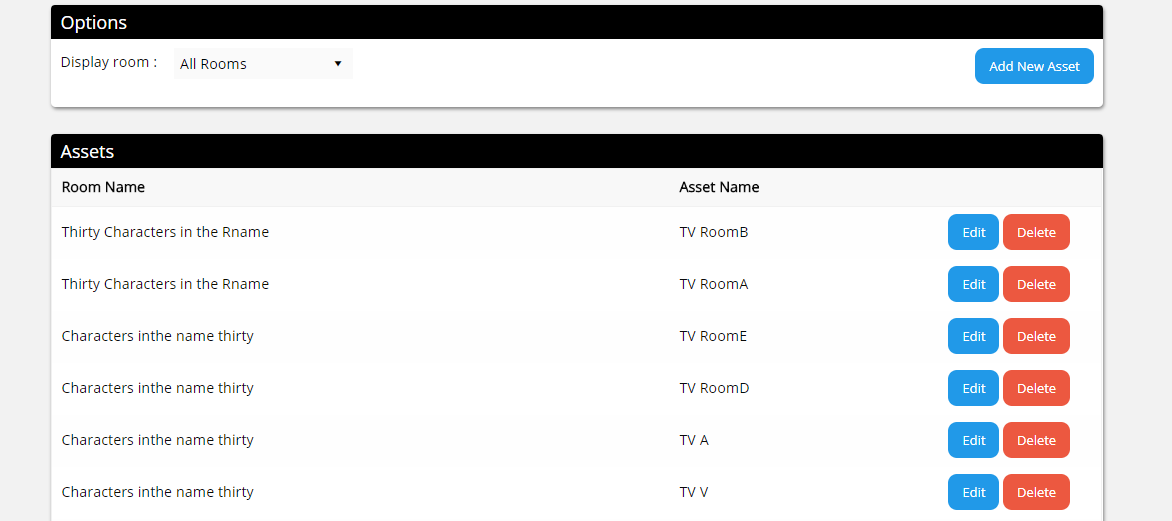 Options
Display room : All Rooms Add New Asset
Assets
Room Name Asset Name
Thirty Characters in the Rname TV RoomB Edit Delete
Thirty Characters in the Rname TV RoomA Edit Delete
Characters inthe name thirty TV RoomE Edit Delete
Characters inthe name thirty TV RoomD Edit Delete
Characters inthe name thirty TV A Edit Delete
Characters inthe name thirty TV V Edit Delete